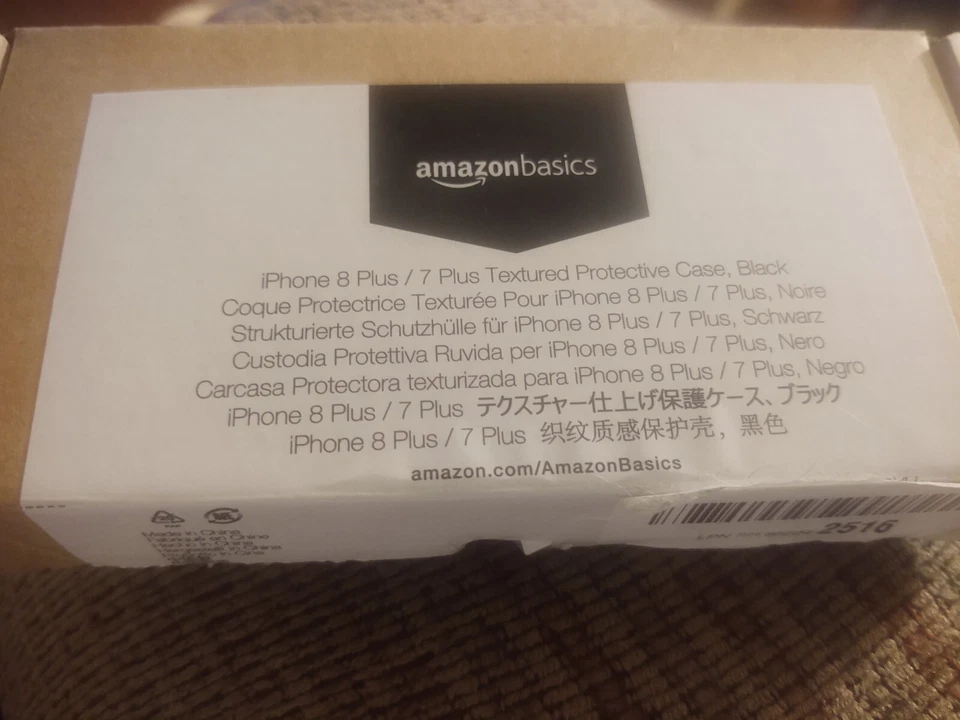 amazonbasics
iPhone 8 Plus / 7 Plus Textured Protective Case, Black
Coque Protectrice Texturée Pour iPhone 8 Plus / 7 Plus, Noire
Strukturierte Schutzhülle für iPhone 8 Plus / 7 Plus, Schwarz
Custodia Protettiva Ruvida per iPhone 8 Plus / 7 Plus, Nero
Carcasa Protectora texturizada para iPhone 8 Plus / 7 Plus, Negro
iPhone 8 Plus / 7 Plus テクスチャー仕上げ保護ケース、ブラック
iPhone 8 Plus / 7 Plus 织纹质感保护壳，黑色
amazon.com/AmazonBasics
Made in China
2516